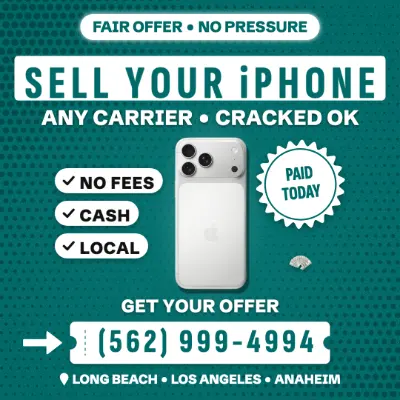 FAIR OFFER • NO PRESSURE
SELL YOUR iPHONE
ANY CARRIER • CRACKED OK
✓ NO FEES
✓ CASH
✓ LOCAL
PAID
TODAY
GET YOUR OFFER
(562) 999-4994
LONG BEACH • LOS ANGELES • ANAHEIM